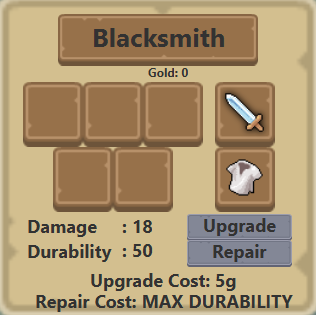 Blacksmith
Gold: 0
Damage : 18
Upgrade
Durability : 50
Repair
Upgrade Cost: 5g
Repair Cost: MAX DURABILITY